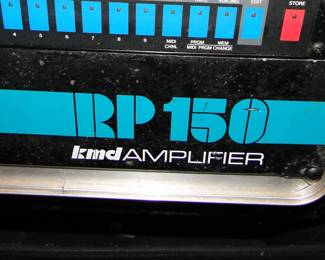 EDIT
STORE
4 5 6 7 8 9 MIDI CHNL PRGM MEM
MIDI PRGM CHANGE
RP 150
kmd AMPLIFIER